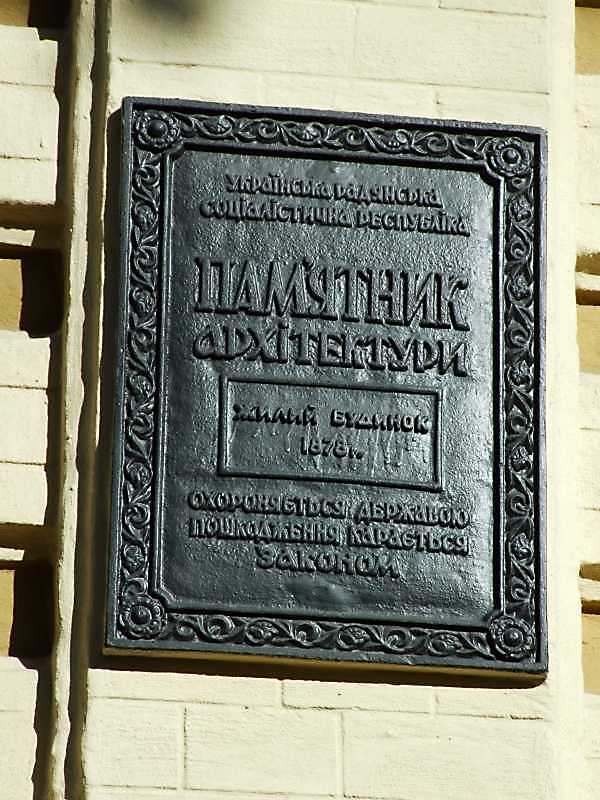 УКРАЇНСЬКА РАДЯНСЬКА
СОЦІАЛІСТИЧНА РЕСПУБЛІКА
ПАМ'ЯТНИК
АРХІТЕКТУРИ
ЖИЛИЙ БУДИНОК
1878 г.
ОХОРОНЯЄТЬСЯ ДЕРЖАВОЮ
ПОШКОДЖЕННЯ КАРАЄТЬСЯ
ЗАКОНОМ